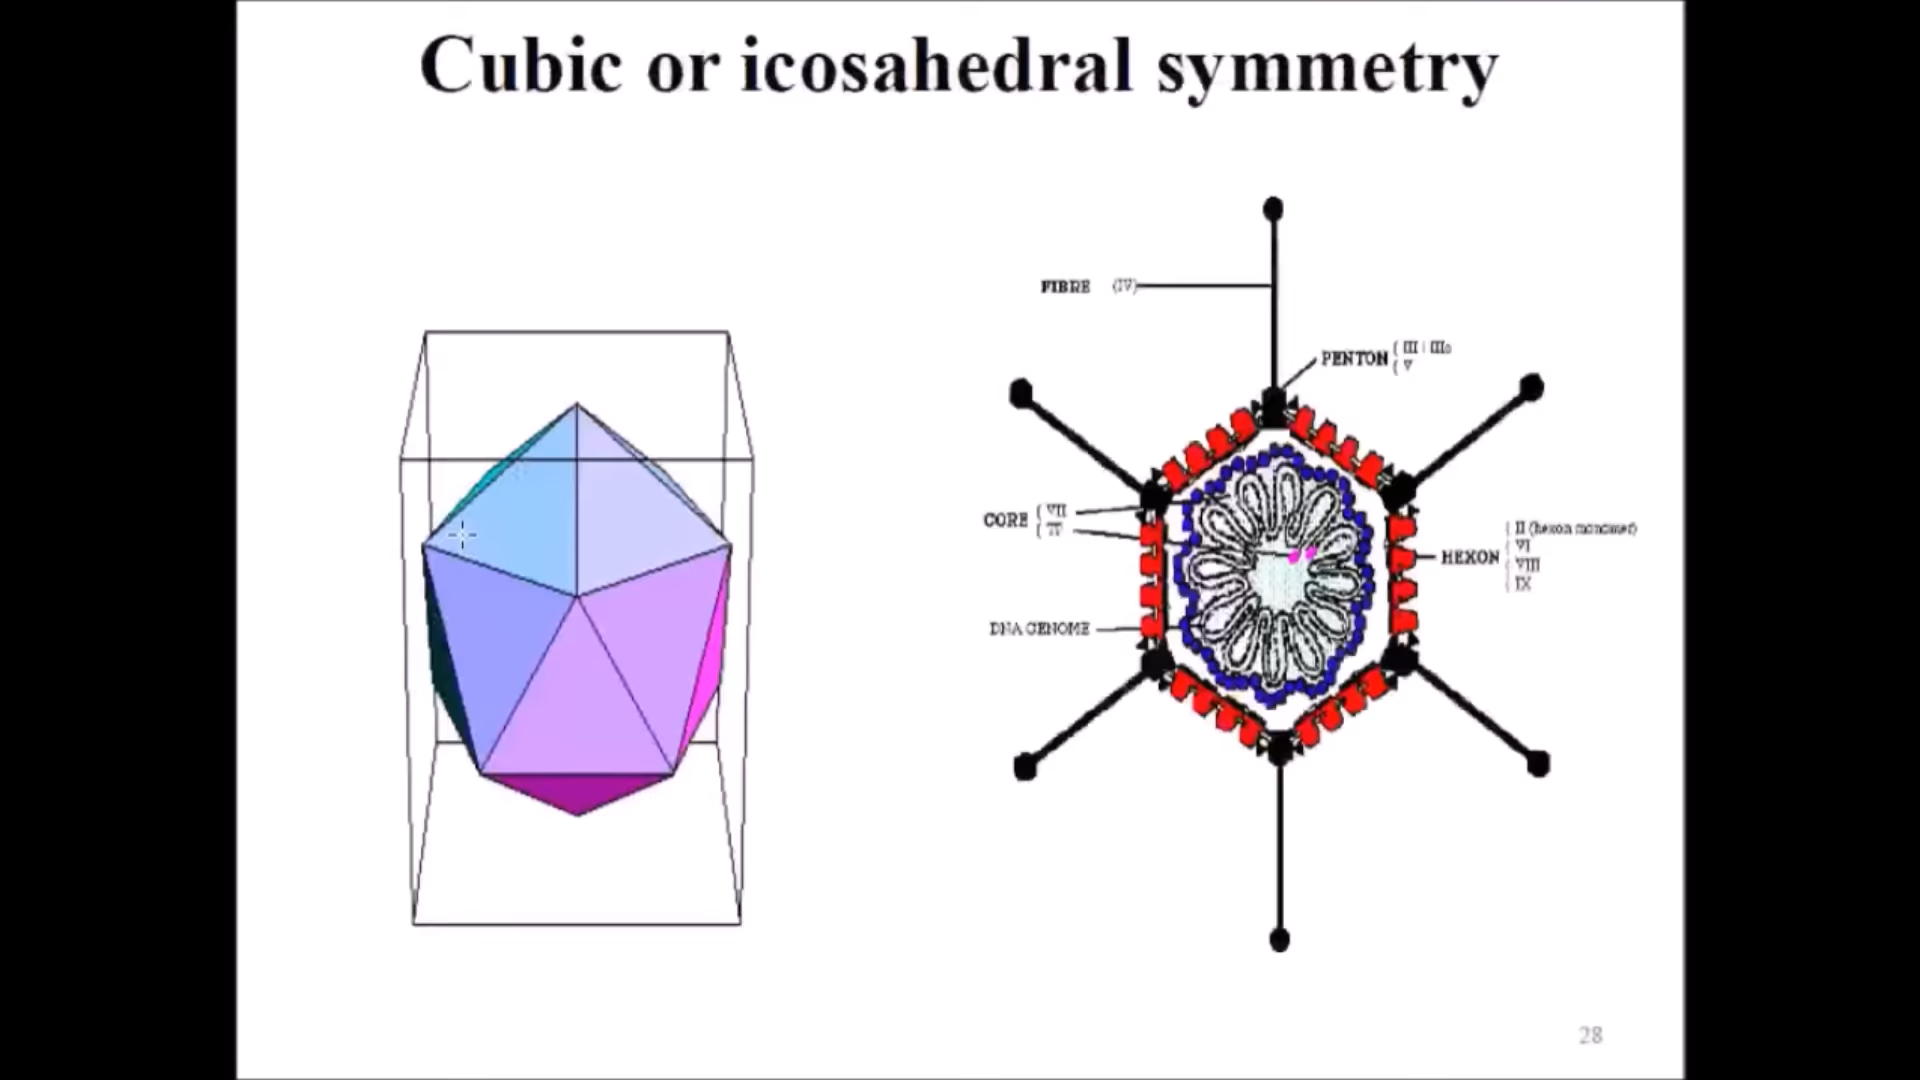 Cubic or icosahedral symmetry
FIBRE (IV)
PENTON { III
{ V
CORE { VII
{ IV
HEXON { II (hexon monomer)
{ VI
{ VIII
{ IX
DNA GENOME
28